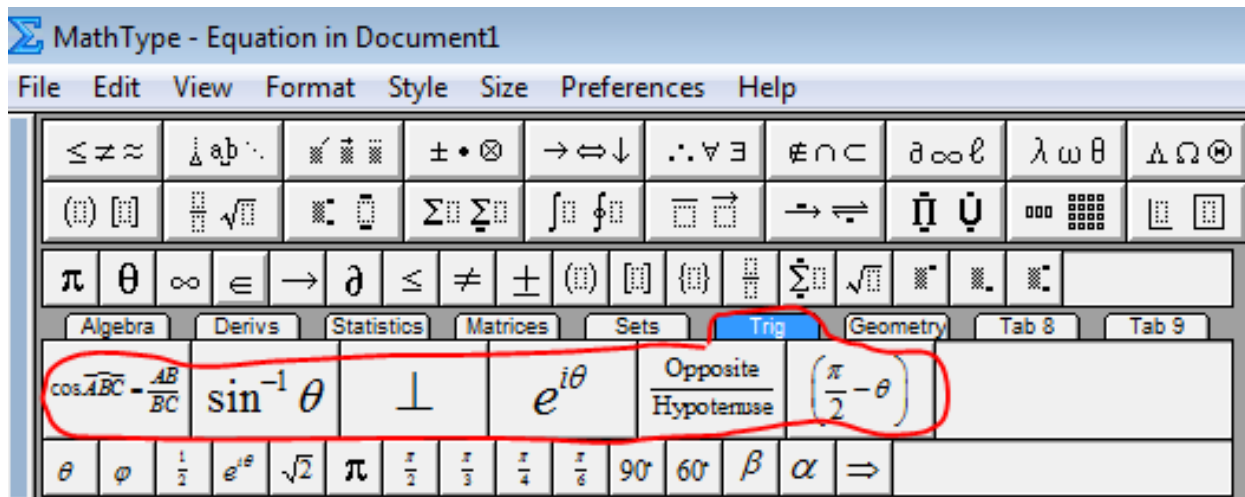 MathType - Equation in Document1
File Edit View Format Style Size Preferences Help
≤≠≈ ab ±•⊗ →⇔↓ ∴∀∃ ∉∩⊂ ∂∞ℓ λωθ ΛΩ⊕
(▯) [▯] ▯/▯ √▯ Σ▯ Σ▯ ∫▯ ∮▯ → ⇌ Π U
π θ ∞ ∈ → ∂ ≤ ≠ ± (▯) [▯] {▯} ▯/▯ Σ▯ √▯
Algebra Derivs Statistics Matrices Sets Trig Geometry Tab 8 Tab 9
cos ABC = AB/BC sin⁻¹ θ ⊥ e^{iθ} Opposite/Hypotenuse (π/2 − θ)
θ φ 1/2 e^{iθ} √2 π π/2 π/3 π/4 π/6 90° 60° β α ⇒